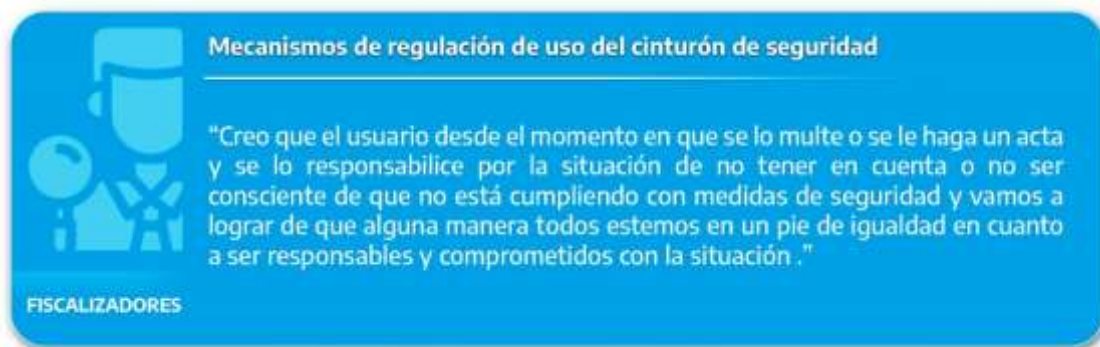 Mecanismos de regulación de uso del cinturón de seguridad
“Creo que el usuario desde el momento en que se lo multe o se le haga un acta
y se lo responsabilice por la situación de no tener en cuenta o no ser
consciente de que no está cumpliendo con medidas de seguridad y vamos a
lograr de que alguna manera todos estemos en un pie de igualdad en cuanto
a ser responsables y comprometidos con la situación .”
FISCALIZADORES